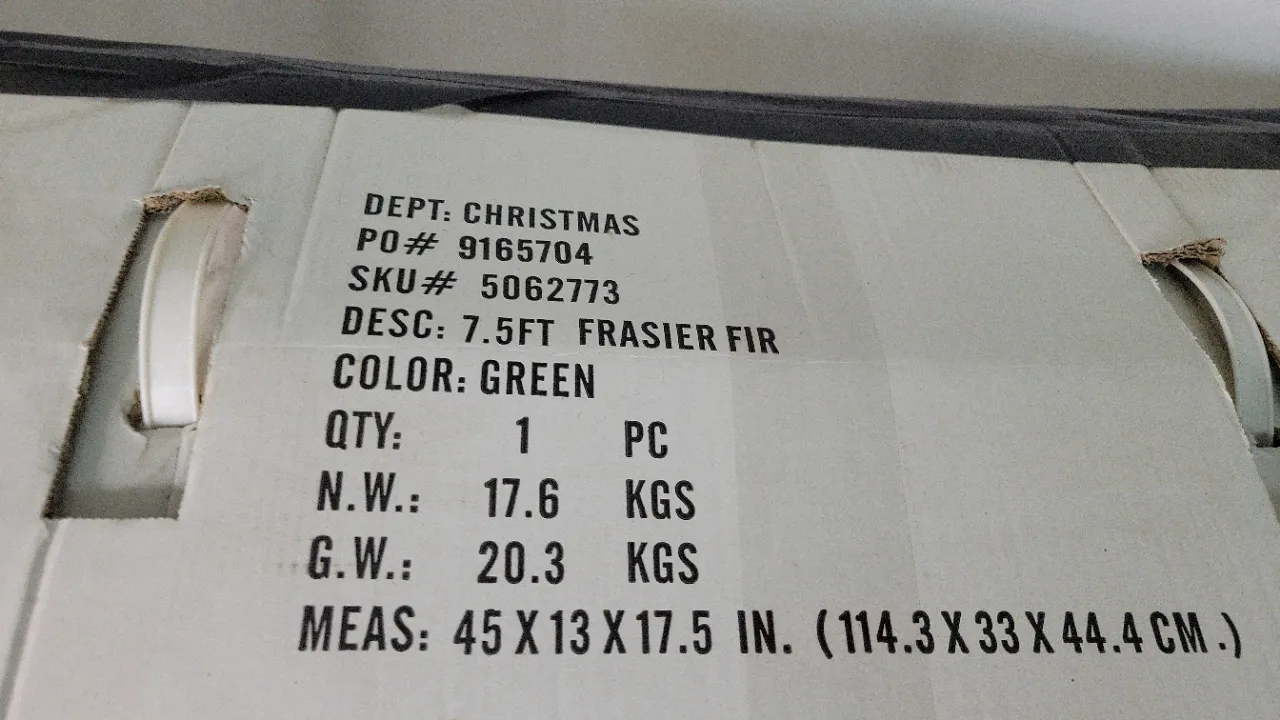 DEPT: CHRISTMAS
PO# 9165704
SKU# 5062773
DESC: 7.5FT FRASIER FIR
COLOR: GREEN
QTY: 1 PC
N.W.: 17.6 KGS
G.W.: 20.3 KGS
MEAS: 45 X 13 X 17.5 IN. (114.3 X 33 X 44.4 CM.)